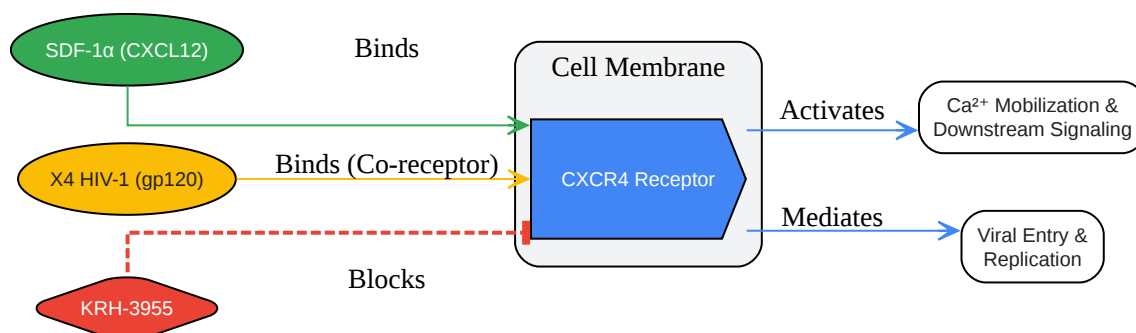 SDF-1α (CXCL12)
Binds
Cell Membrane
Activates
Ca²⁺ Mobilization &
Downstream Signaling
X4 HIV-1 (gp120)
Binds (Co-receptor)
CXCR4 Receptor
Mediates
Viral Entry &
Replication
Blocks
KRH-3955